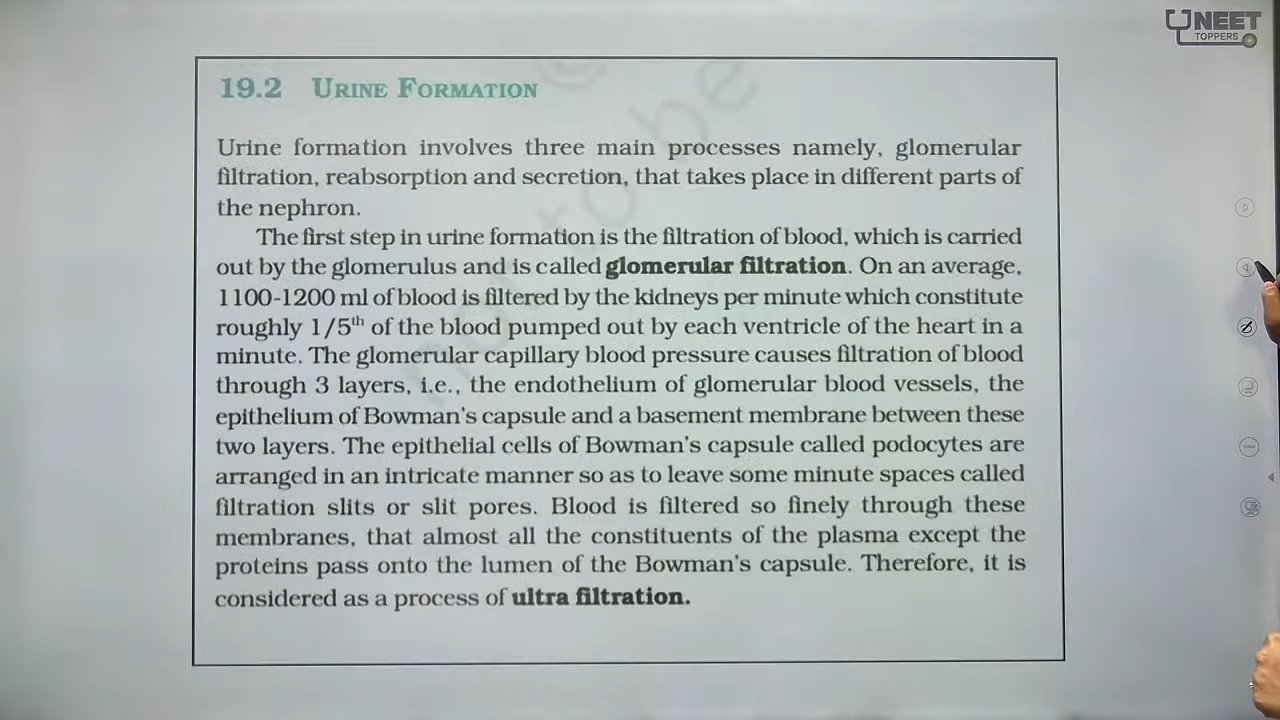 UNEET
TOPPERS
19.2 URINE FORMATION
Urine formation involves three main processes namely, glomerular
filtration, reabsorption and secretion, that takes place in different parts of
the nephron.
The first step in urine formation is the filtration of blood, which is carried
out by the glomerulus and is called glomerular filtration. On an average,
1100-1200 ml of blood is filtered by the kidneys per minute which constitute
roughly 1/5th of the blood pumped out by each ventricle of the heart in a
minute. The glomerular capillary blood pressure causes filtration of blood
through 3 layers, i.e., the endothelium of glomerular blood vessels, the
epithelium of Bowman's capsule and a basement membrane between these
two layers. The epithelial cells of Bowman's capsule called podocytes are
arranged in an intricate manner so as to leave some minute spaces called
filtration slits or slit pores. Blood is filtered so finely through these
membranes, that almost all the constituents of the plasma except the
proteins pass onto the lumen of the Bowman's capsule. Therefore, it is
considered as a process of ultra filtration.
© not to be